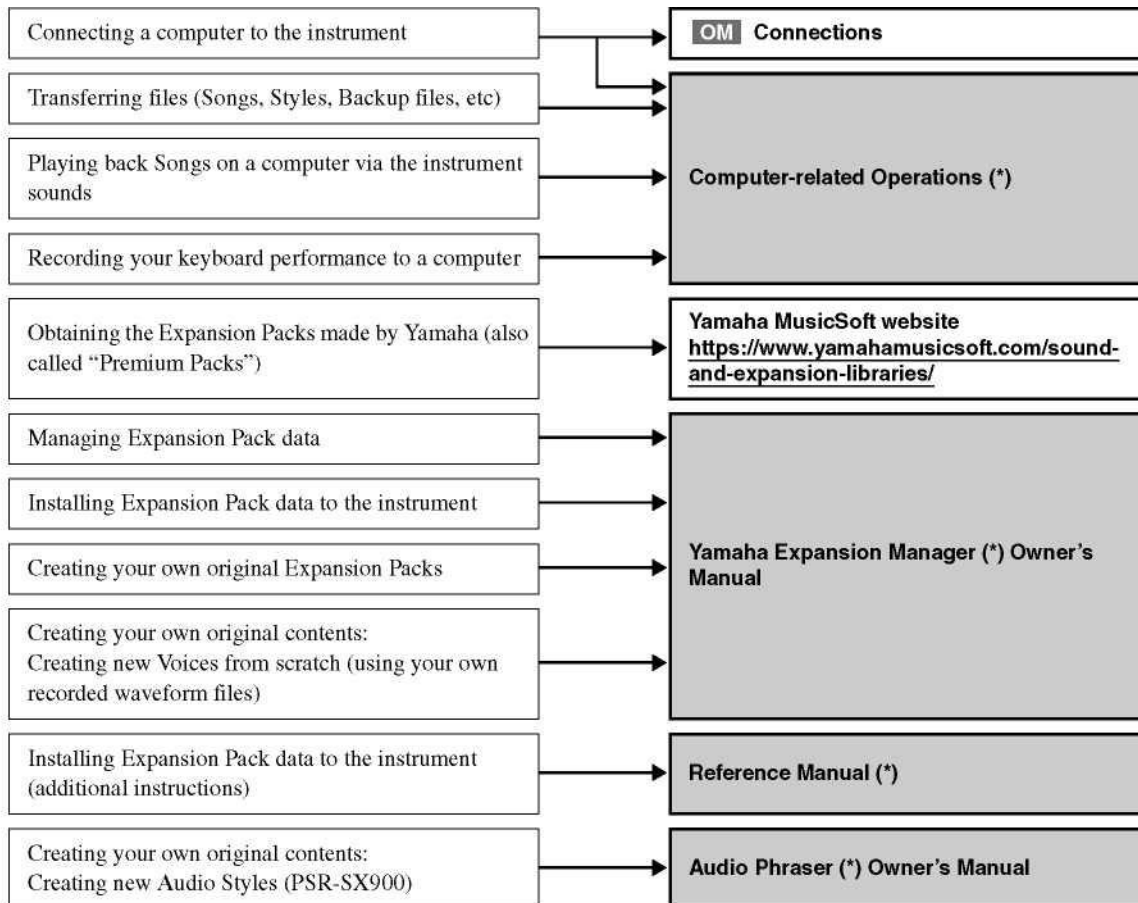 Connecting a computer to the instrument
OM Connections
Transferring files (Songs, Styles, Backup files, etc)
Playing back Songs on a computer via the instrument
sounds
Recording your keyboard performance to a computer
Computer-related Operations (*)
Obtaining the Expansion Packs made by Yamaha (also
called “Premium Packs”)
Yamaha MusicSoft website
https://www.yamahamusicsoft.com/sound-
and-expansion-libraries/
Managing Expansion Pack data
Installing Expansion Pack data to the instrument
Creating your own original Expansion Packs
Creating your own original contents:
Creating new Voices from scratch (using your own
recorded waveform files)
Yamaha Expansion Manager (*) Owner’s
Manual
Installing Expansion Pack data to the instrument
(additional instructions)
Reference Manual (*)
Creating your own original contents:
Creating new Audio Styles (PSR-SX900)
Audio Phraser (*) Owner’s Manual